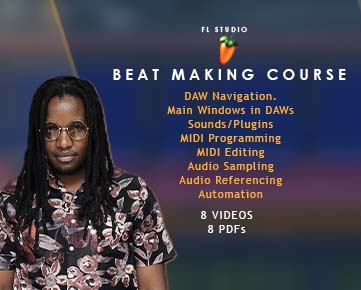 FL STUDIO
BEAT MAKING COURSE
DAW Navigation.
Main Windows in DAWs
Sounds/Plugins
MIDI Programming
MIDI Editing
Audio Sampling
Audio Referencing
Automation
8 VIDEOS
8 PDFs